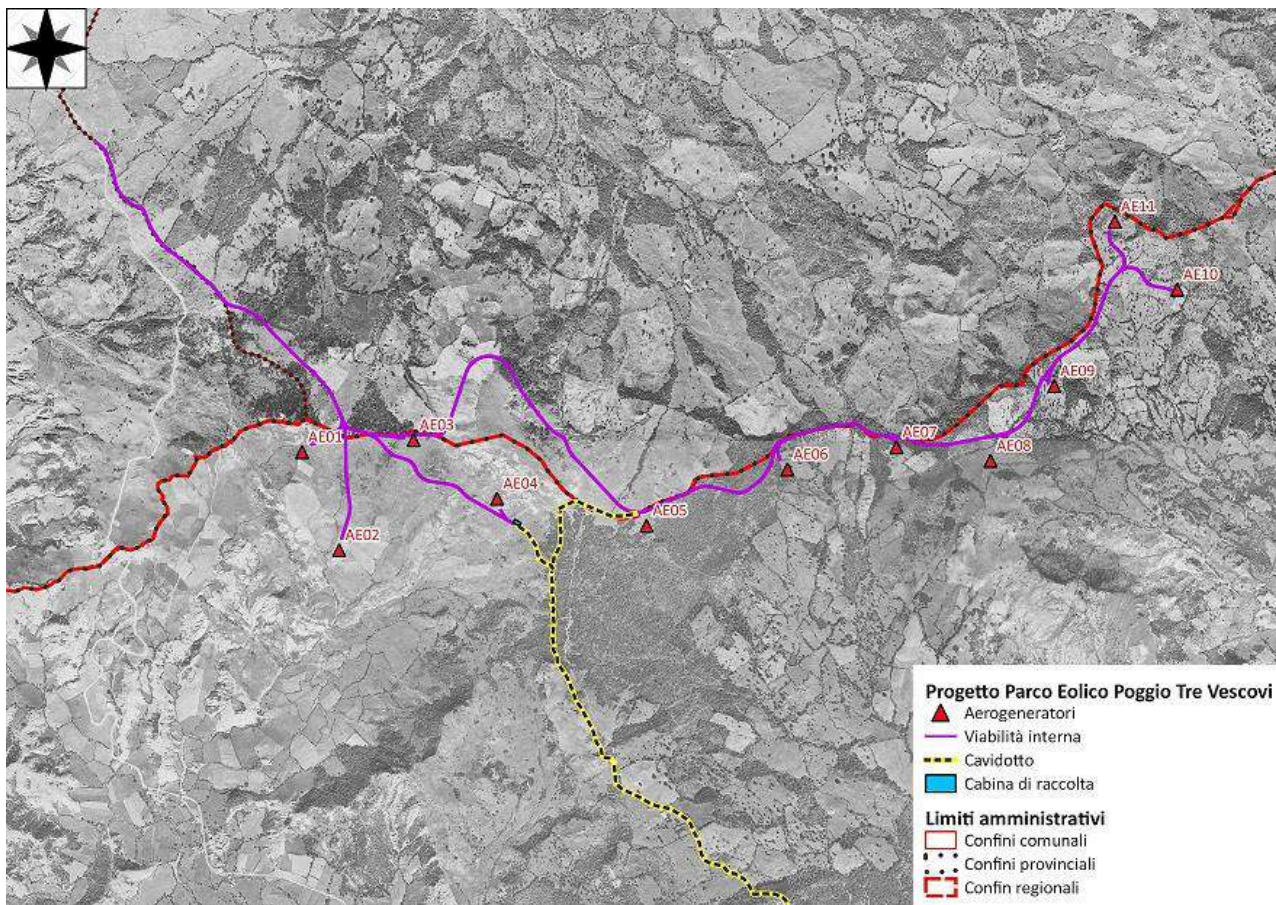 AE11
AE10
AE09
AE03
AE01
AE07
AE08
AE06
AE04
AE05
AE02
Progetto Parco Eolico Poggio Tre Vescovi
Aerogeneratori
Viabilità interna
Cavidotto
Cabina di raccolta
Limiti amministrativi
Confini comunali
Confini provinciali
Confin regionali